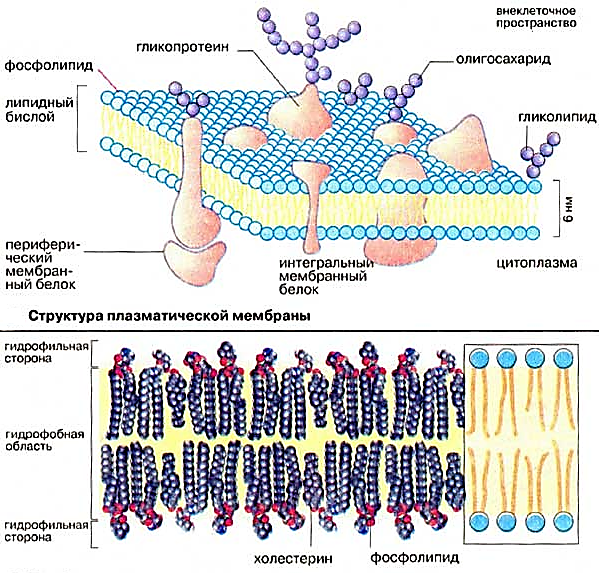 внеклеточное
пространство
гликопротеин
олигосахарид
фосфолипид
липидный
бислой
гликолипид
6 нм
перифери-
ческий
мембран-
ный белок
интегральный
мембранный
белок
цитоплазма
Структура плазматической мембраны
гидрофильная
сторона
гидрофобная
область
гидрофильная
сторона
холестерин
фосфолипид